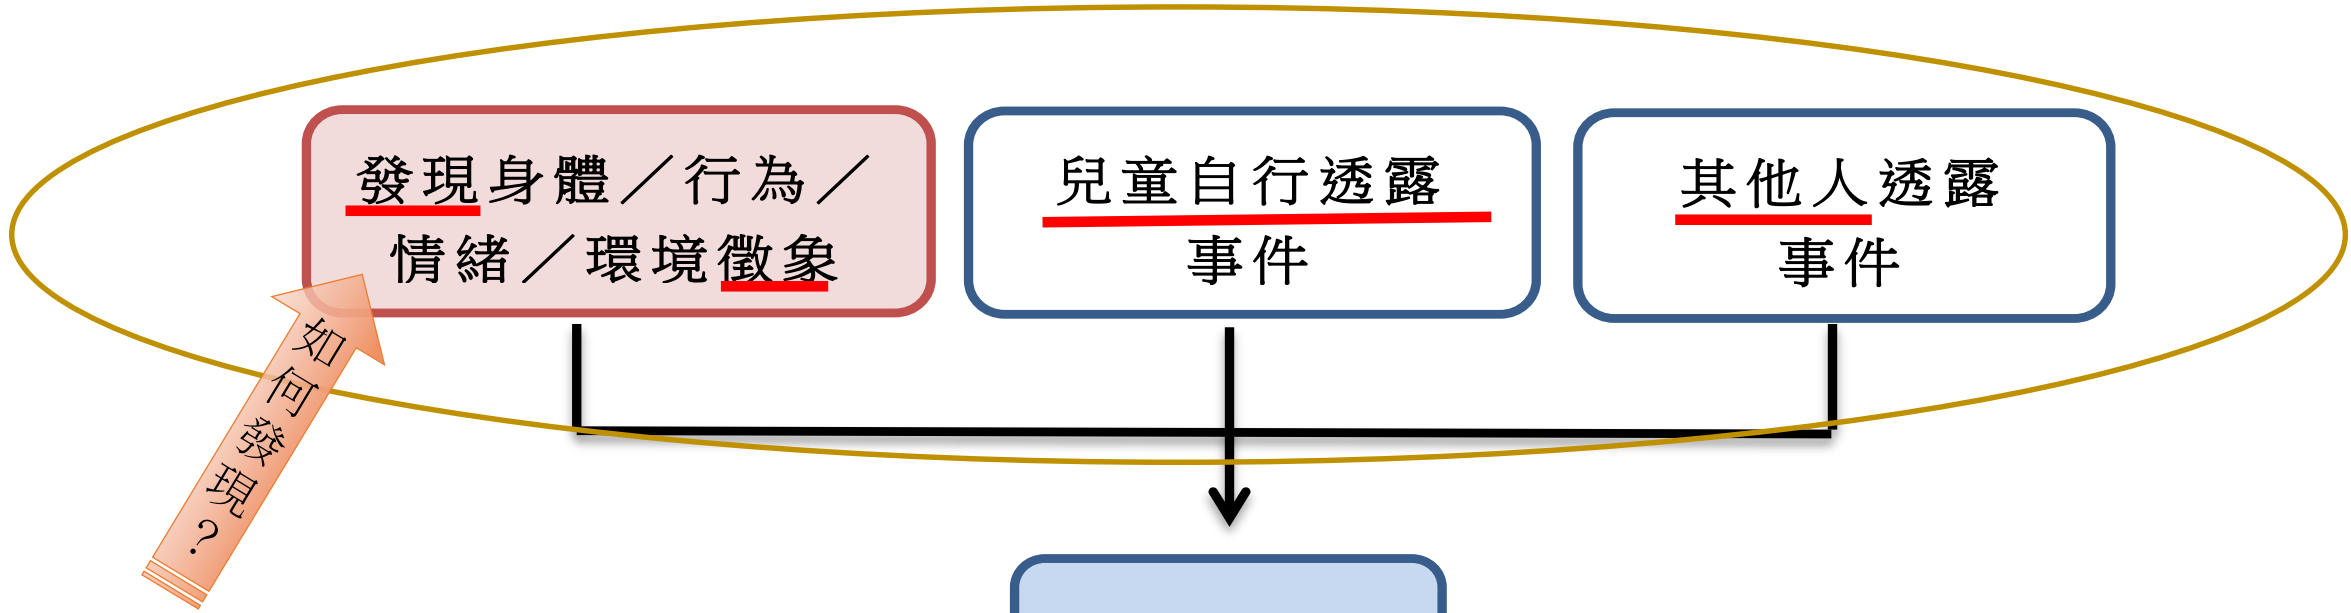 發現身體／行為／
情緒／環境徵象
兒童自行透露
事件
其他人透露
事件
如何發現？